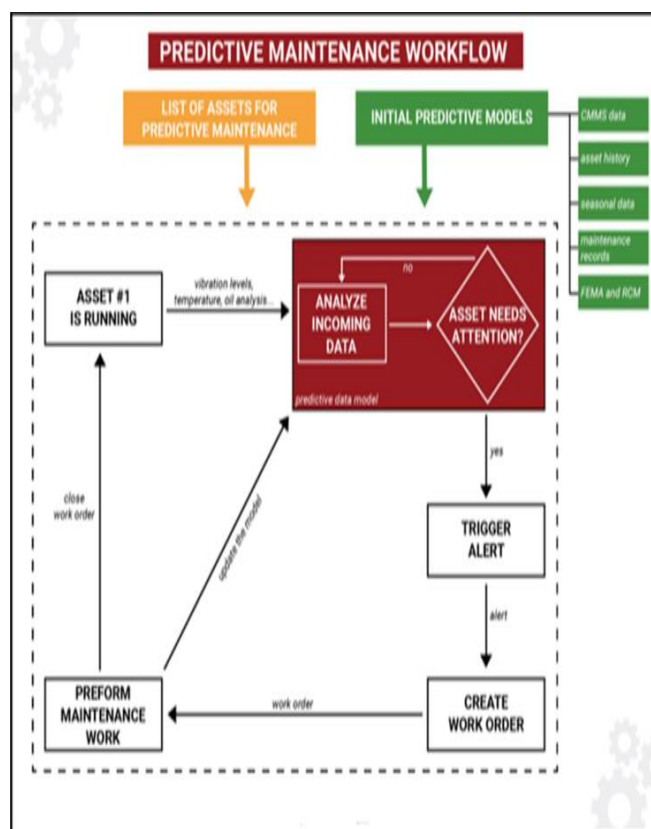 PREDICTIVE MAINTENANCE WORKFLOW
LIST OF ASSETS FOR
PREDICTIVE MAINTENANCE
INITIAL PREDICTIVE MODELS
CMMS data
asset history
seasonal data
maintenance
records
FEMA and RCM
ASSET #1
IS RUNNING
vibration levels,
temperature, oil analysis...
no
ANALYZE
INCOMING
DATA
ASSET NEEDS
ATTENTION?
predictive data model
yes
TRIGGER
ALERT
alert
CREATE
WORK ORDER
work order
PREFORM
MAINTENANCE
WORK
update the model
close
work order